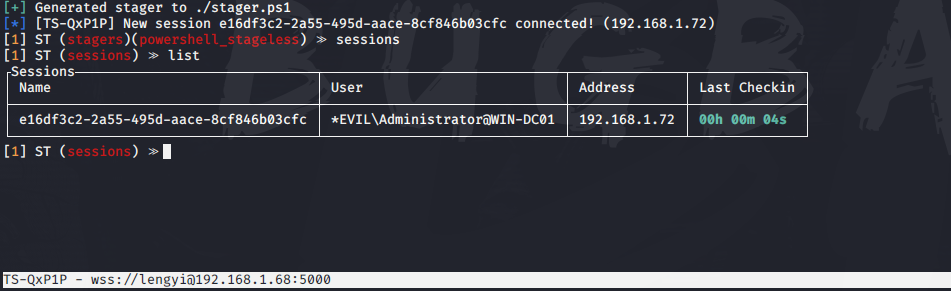 [+] Generated stager to ./stager.ps1
[*] [TS-QxP1P] New session e16df3c2-2a55-495d-aace-8cf846b03cfc connected! (192.168.1.72)
[1] ST (stagers)(powershell_stageless) ≫ sessions
[1] ST (sessions) ≫ list
Sessions
Name User Address Last Checkin
e16df3c2-2a55-495d-aace-8cf846b03cfc *EVIL\Administrator@WIN-DC01 192.168.1.72 00h 00m 04s
[1] ST (sessions) ≫
TS-QxP1P - wss://lengyi@192.168.1.68:5000